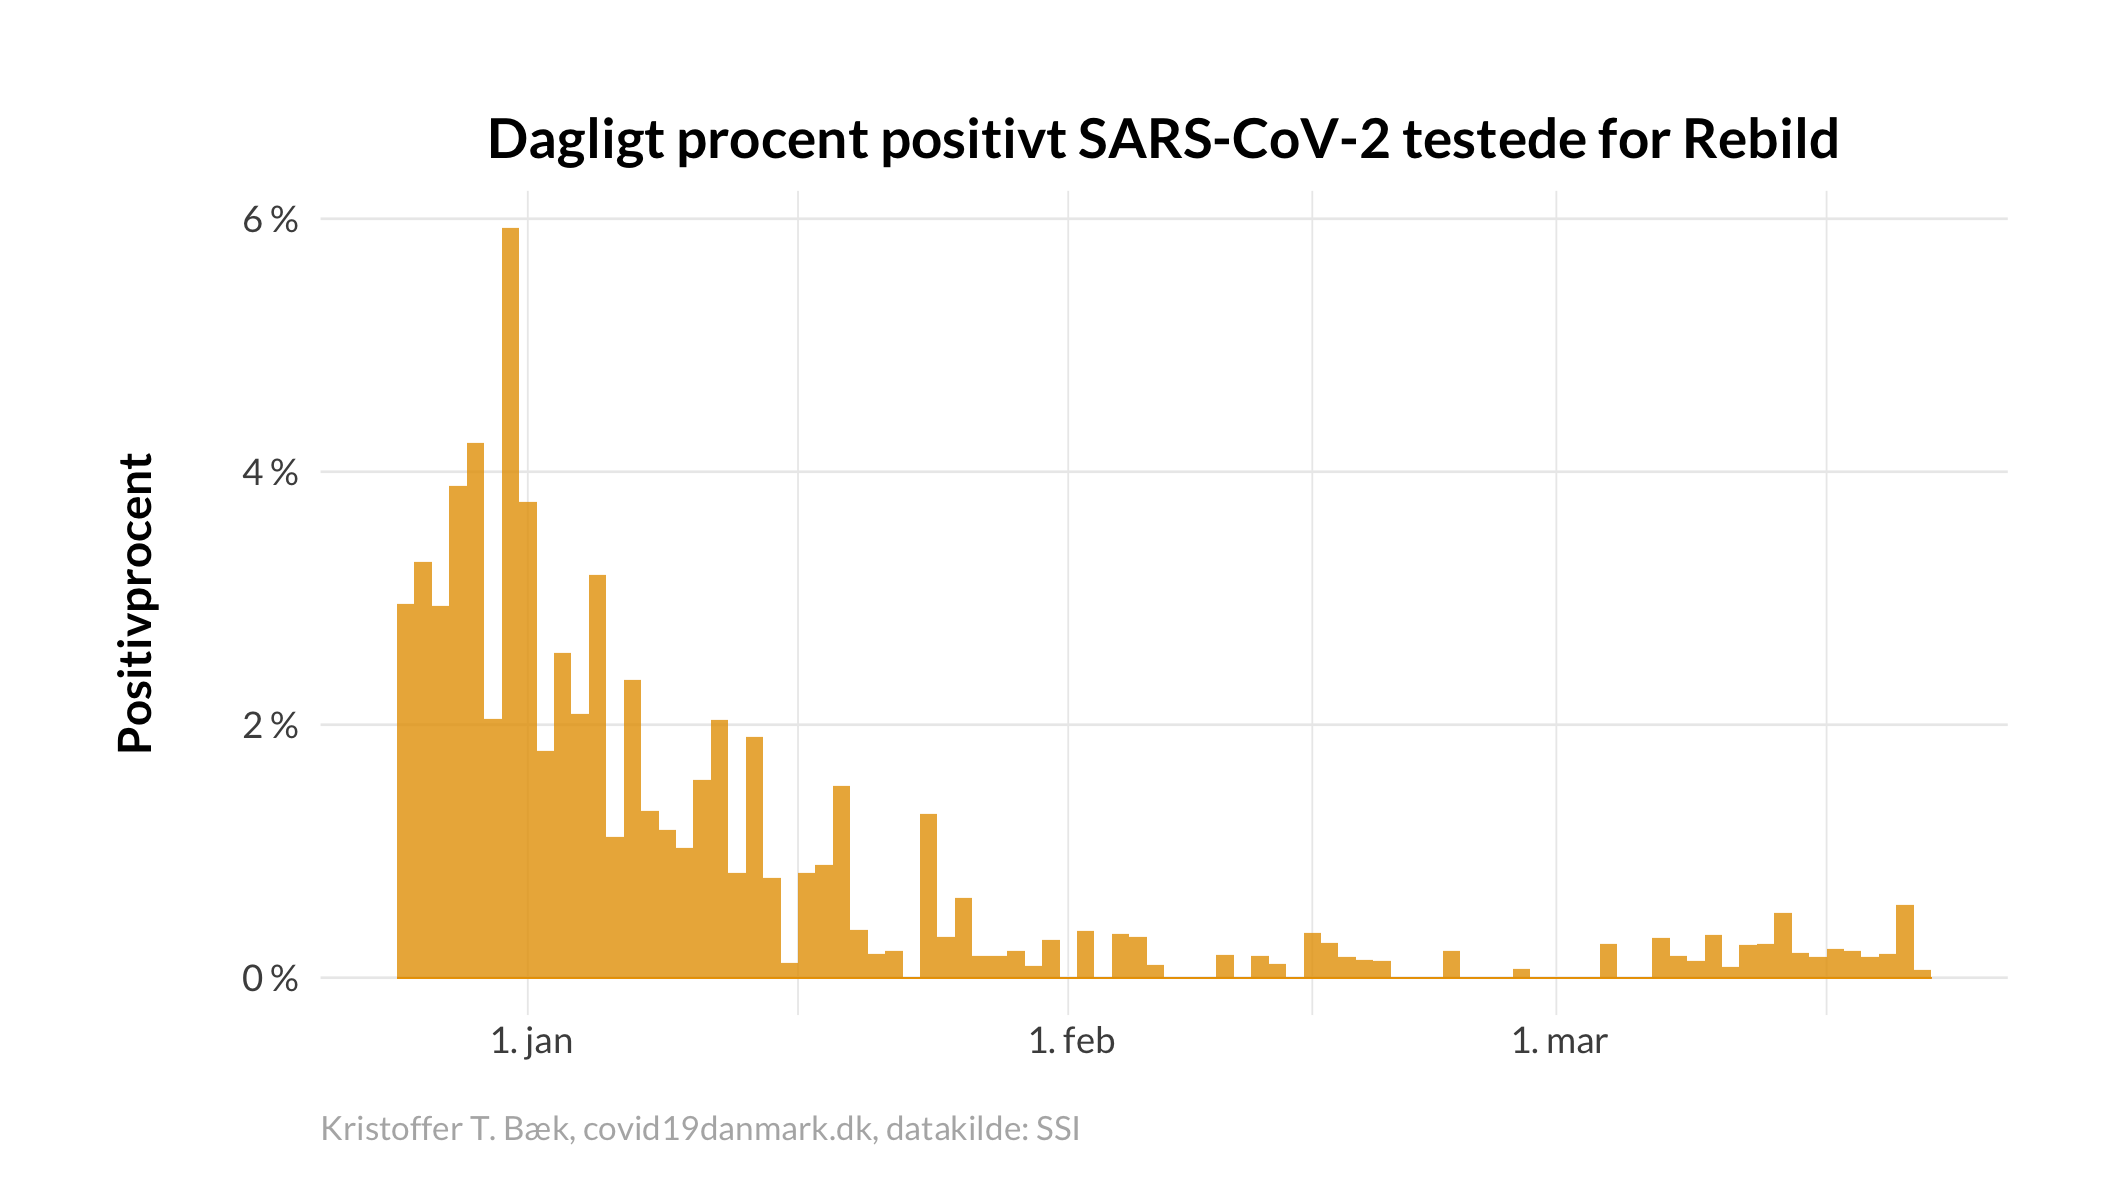 Dagligt procent positivt SARS-CoV-2 testede for Rebild
Positivprocent
6 %
4 %
2 %
0 %
1. jan
1. feb
1. mar
Kristoffer T. Bæk, covid19danmark.dk, datakilde: SSI